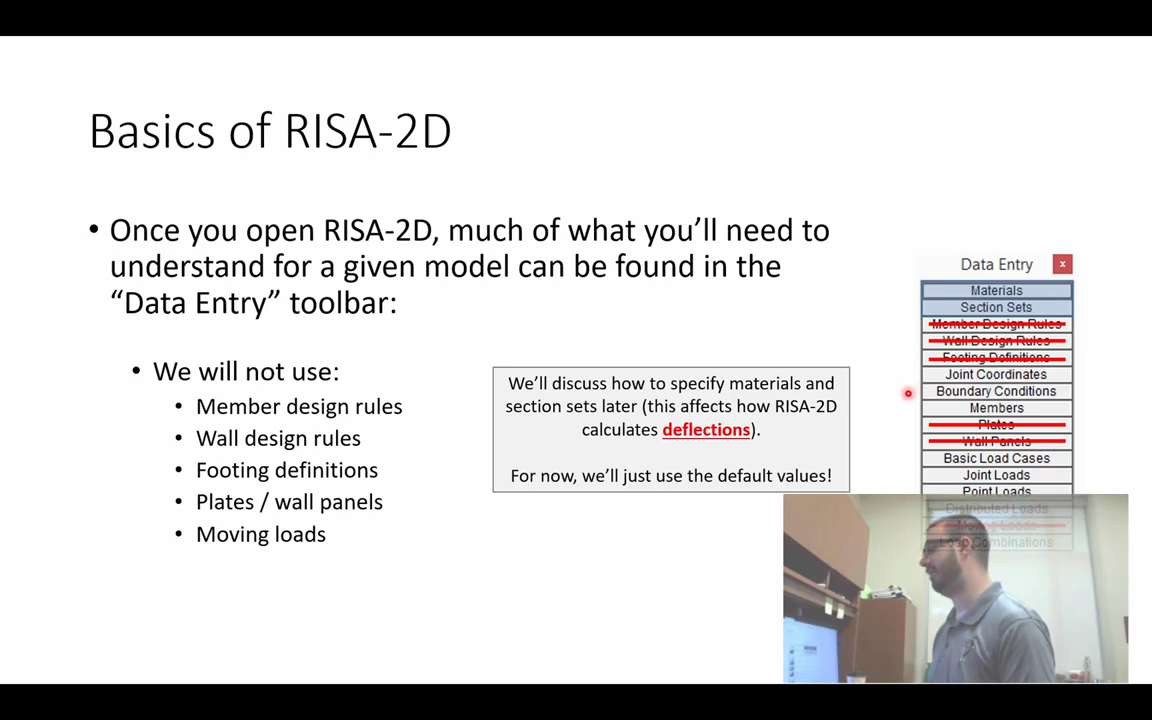 Basics of RISA-2D
• Once you open RISA-2D, much of what you’ll need to
understand for a given model can be found in the
“Data Entry” toolbar:
• We will not use:
• Member design rules
• Wall design rules
• Footing definitions
• Plates / wall panels
• Moving loads
We’ll discuss how to specify materials and
section sets later (this affects how RISA-2D
calculates deflections).
For now, we’ll just use the default values!
Data Entry x
Materials
Section Sets
Member Design Rules
Wall Design Rules
Footing Definitions
Joint Coordinates
Boundary Conditions
Members
Plates
Wall Panels
Basic Load Cases
Joint Loads
Point Loads
Distributed Loads
Moving Loads
Load Combinations